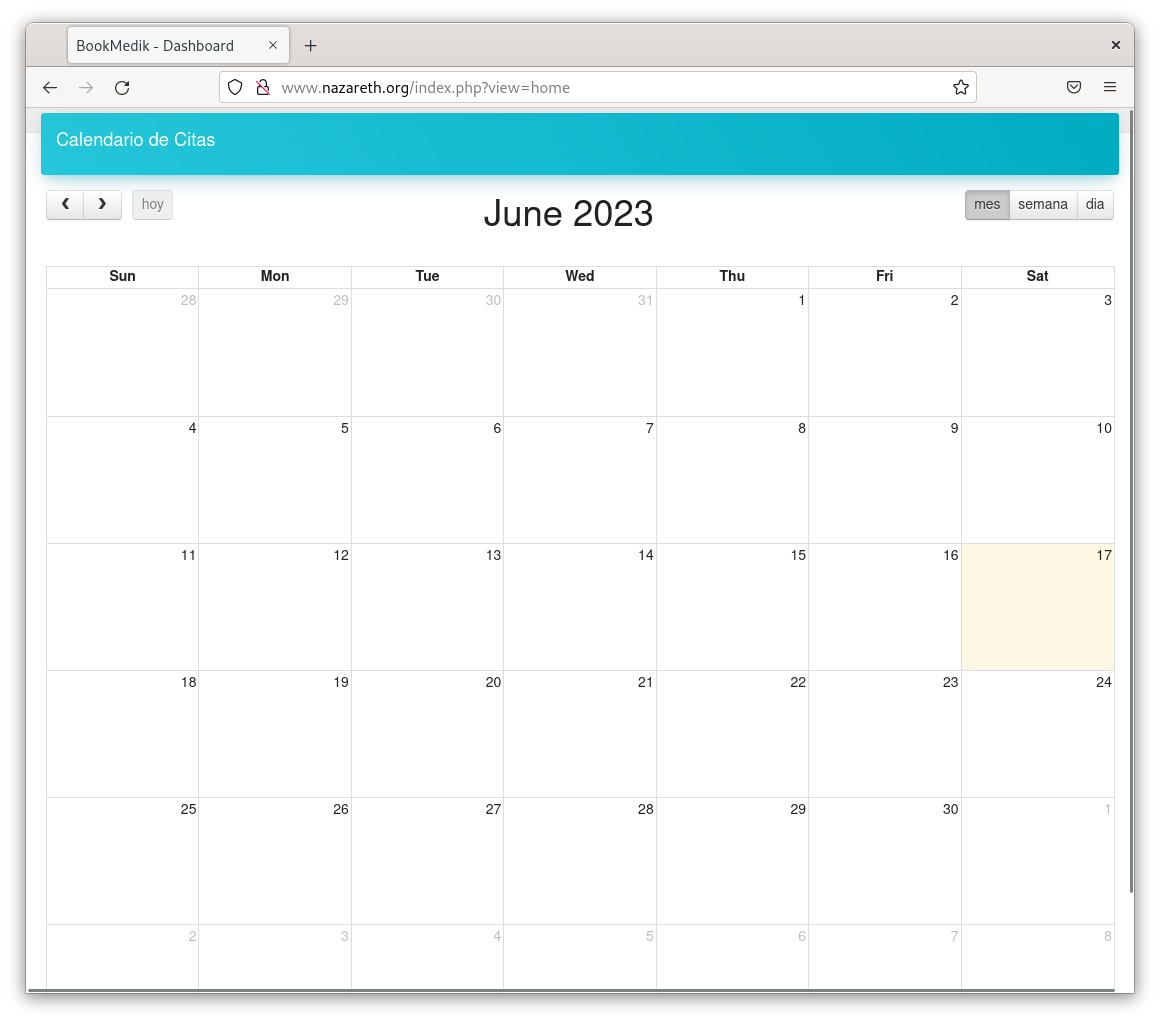 BookMedik - Dashboard
www.nazareth.org/index.php?view=home
Calendario de Citas
hoy
June 2023
mes semana dia
Sun Mon Tue Wed Thu Fri Sat
28 29 30 31 1 2 3
4 5 6 7 8 9 10
11 12 13 14 15 16 17
18 19 20 21 22 23 24
25 26 27 28 29 30 1
2 3 4 5 6 7 8